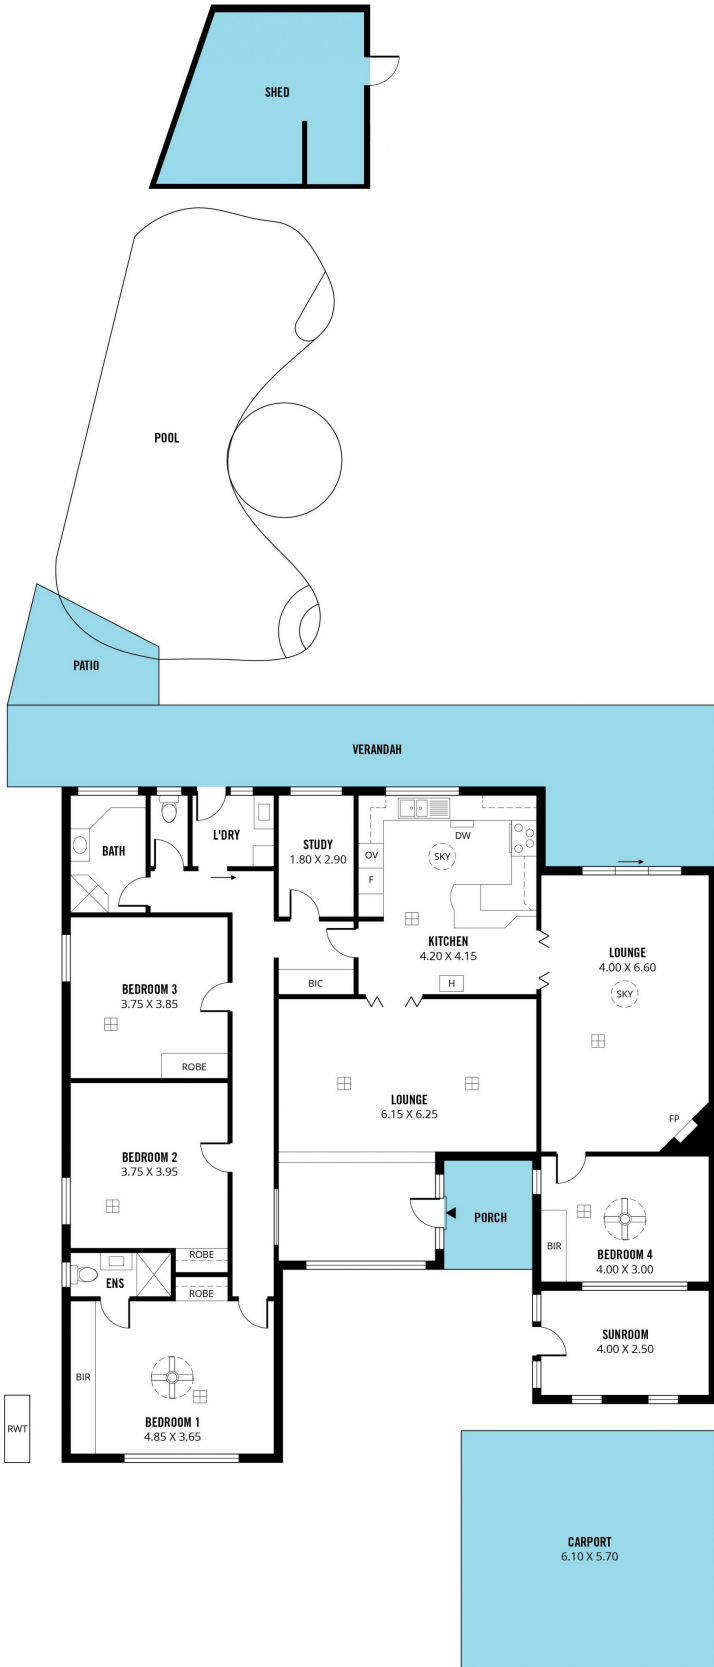 SHED
POOL
PATIO
VERANDAH
BATH
L'DRY
STUDY
1.80 X 2.90
OV
F
DW
SKY
KITCHEN
4.20 X 4.15
H
LOUNGE
4.00 X 6.60
SKY
BIC
BEDROOM 3
3.75 X 3.85
ROBE
LOUNGE
6.15 X 6.25
FP
BEDROOM 2
3.75 X 3.95
ROBE
PORCH
BIR
BEDROOM 4
4.00 X 3.00
ENS
ROBE
SUNROOM
4.00 X 2.50
BIR
BEDROOM 1
4.85 X 3.65
RWT
CARPORT
6.10 X 5.70